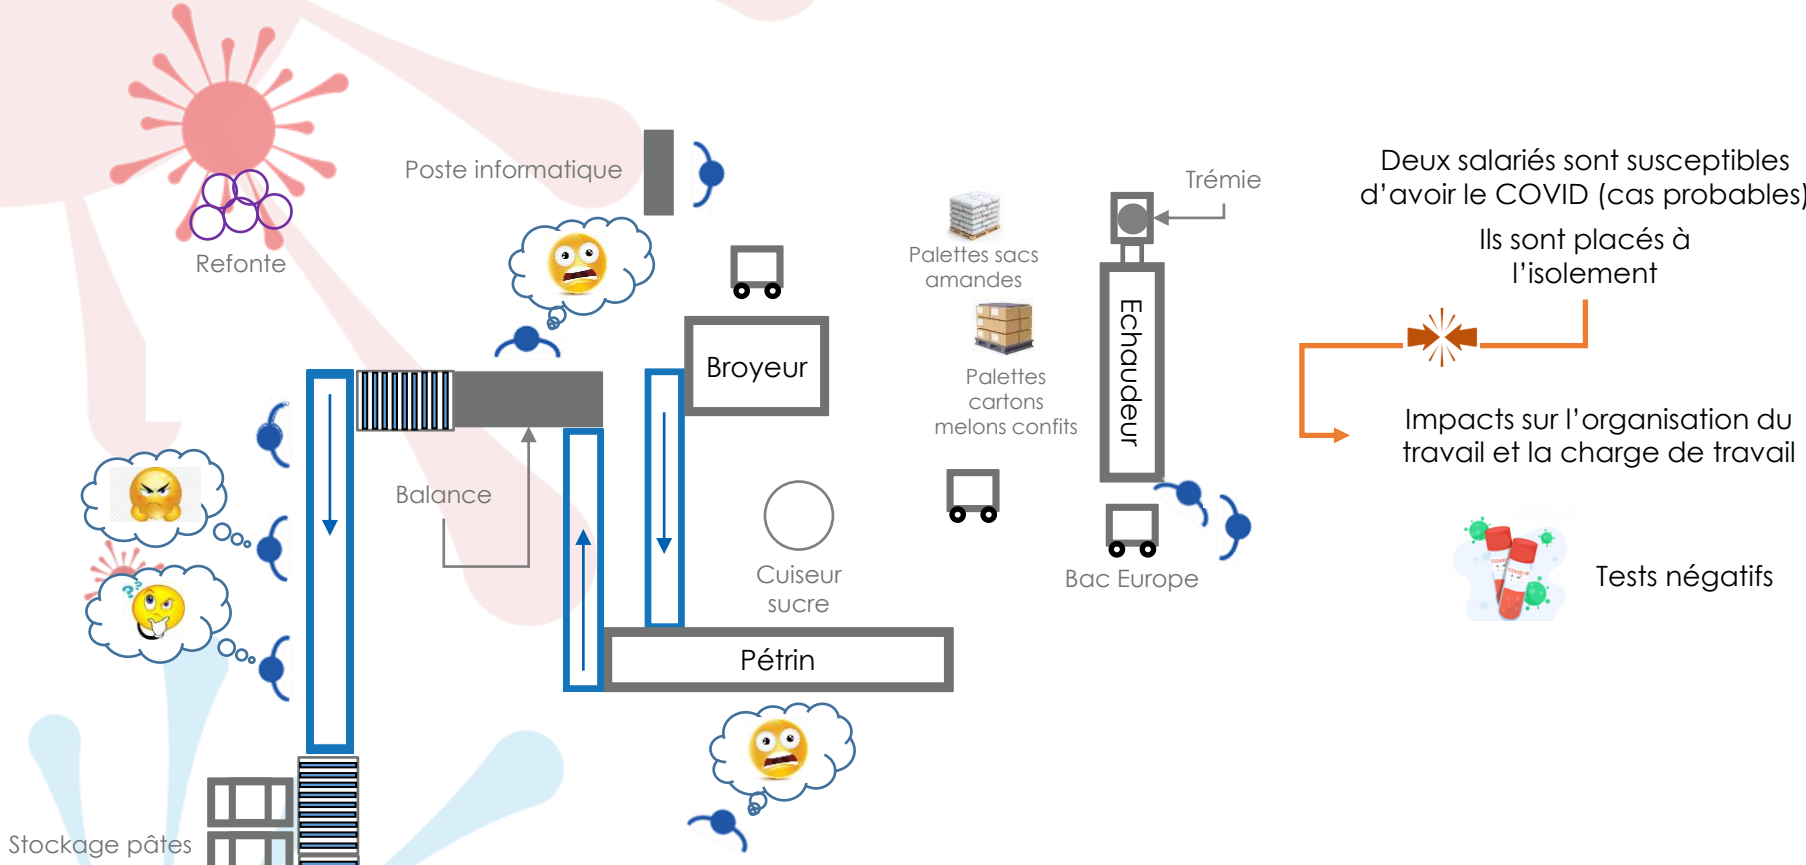 Poste informatique
Refonte
Palettes sacs
amandes
Trémie
Echaudeur
Broyeur
Palettes
cartons
melons confits
Balance
Cuiseur
sucre
Bac Europe
Pétrin
Stockage pâtes
Deux salariés sont susceptibles
d’avoir le COVID (cas probables)
Ils sont placés à
l’isolement
Impacts sur l’organisation du
travail et la charge de travail
Tests négatifs